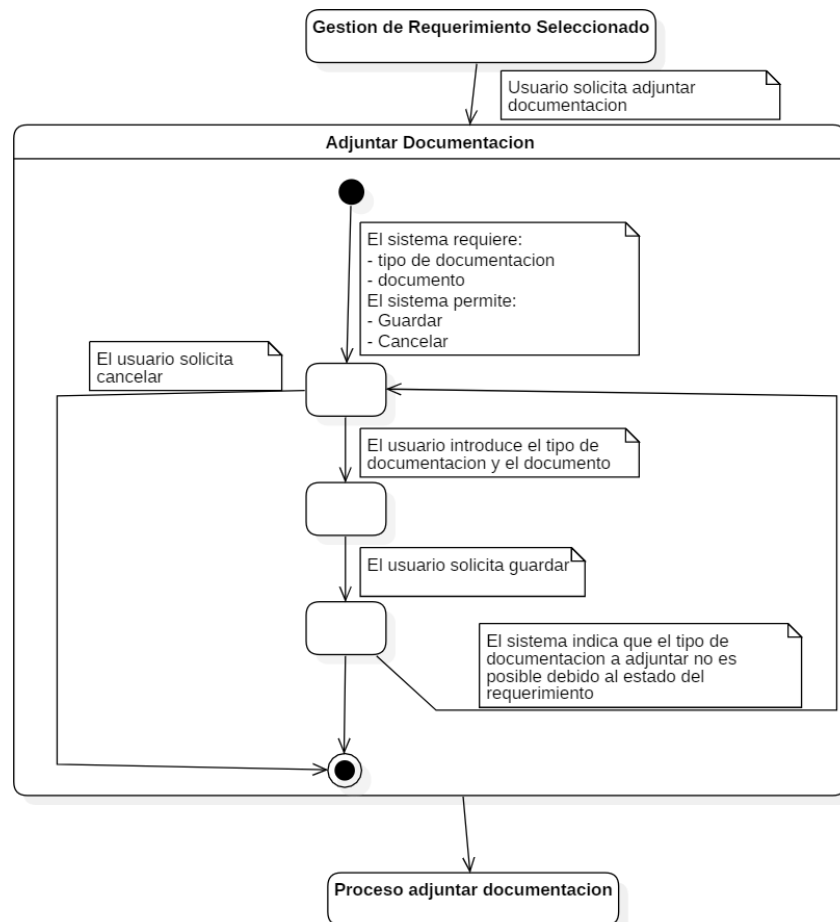 Gestion de Requerimiento Seleccionado
Usuario solicita adjuntar
documentacion
Adjuntar Documentacion
El sistema requiere:
- tipo de documentacion
- documento
El sistema permite:
- Guardar
- Cancelar
El usuario solicita
cancelar
El usuario introduce el tipo de
documentacion y el documento
El usuario solicita guardar
El sistema indica que el tipo de
documentacion a adjuntar no es
posible debido al estado del
requerimiento
Proceso adjuntar documentacion